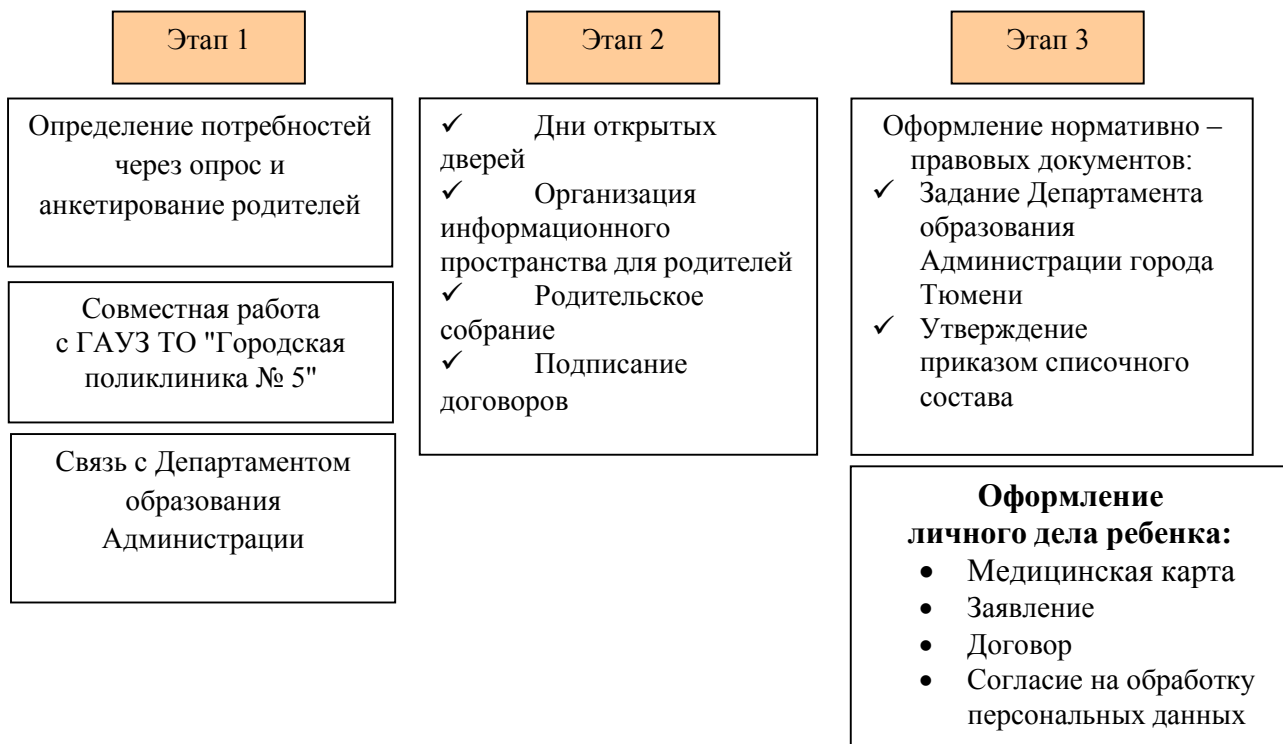 Этап 1
Определение потребностей
через опрос и
анкетирование родителей
Совместная работа
с ГАУЗ ТО "Городская
поликлиника № 5"
Связь с Департаментом
образования
Администрации
Этап 2
✓ Дни открытых
дверей
✓ Организация
информационного
пространства для родителей
✓ Родительское
собрание
✓ Подписание
договоров
Этап 3
Оформление нормативно –
правовых документов:
✓ Задание Департамента
образования
Администрации города
Тюмени
✓ Утверждение
приказом списочного
состава
Оформление
личного дела ребенка:
• Медицинская карта
• Заявление
• Договор
• Согласие на обработку
персональных данных